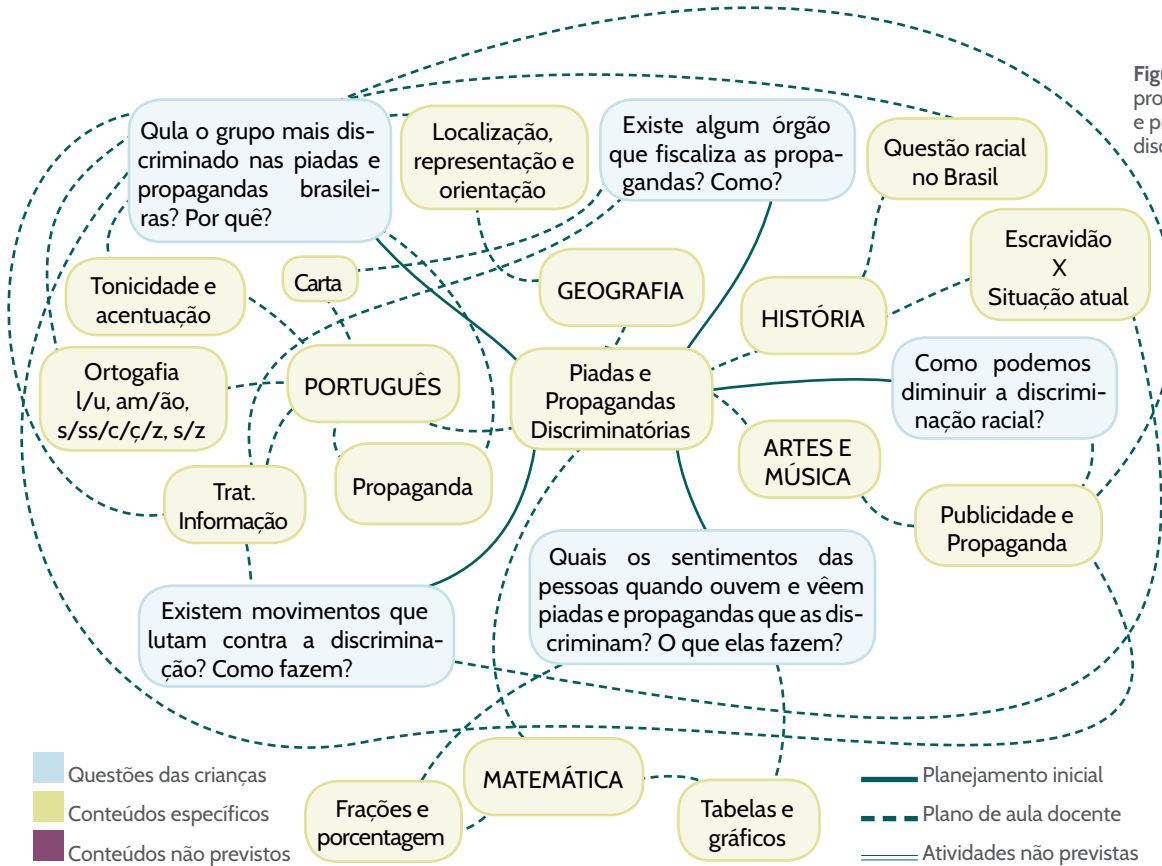 Figu
pro
e pr
disc
Qula o grupo mais dis-
criminado nas piadas e
propagandas brasilei-
ras? Por quê?
Localização,
representação e
orientação
Existe algum órgão
que fiscaliza as propa-
gandas? Como?
Questão racial
no Brasil
Escravidão
X
Situação atual
Tonicidade e
acentuação
Carta
GEOGRAFIA
HISTÓRIA
Ortogafia
l/u, am/ão,
s/ss/c/ç/z, s/z
PORTUGUÊS
Piadas e
Propagandas
Discriminatórias
Como podemos
diminuir a discrimi-
nação racial?
Trat.
Informação
Propaganda
ARTES E
MÚSICA
Publicidade e
Propaganda
Existem movimentos que
lutam contra a discrimina-
ção? Como fazem?
Quais os sentimentos das
pessoas quando ouvem e vêem
piadas e propagandas que as dis-
criminam? O que elas fazem?
MATEMÁTICA
Frações e
porcentagem
Tabelas e
gráficos
Questões das crianças
Conteúdos específicos
Conteúdos não previstos
Planejamento inicial
Plano de aula docente
Atividades não previstas